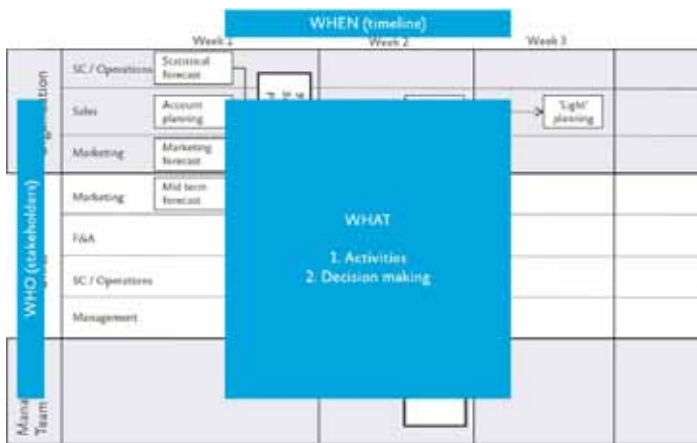 WHEN (timeline)
Week 1
Week 2
Week 3
SC / Operations
Statistical
forecast
Sales
Account
planning
'Light'
planning
Marketing
Marketing
forecast
Marketing
Mid term
forecast
F&A
SC / Operations
Management
WHO (stakeholders)
WHAT
1. Activities
2. Decision making
Team